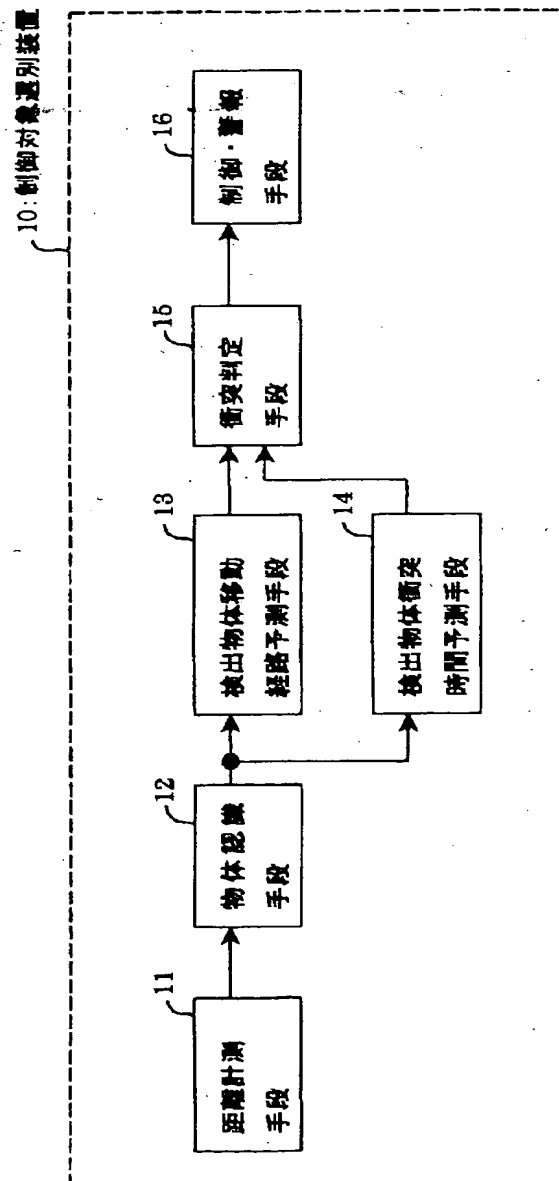 10:制御対象選別装置
11
距離計測
手段
12
物体認識
手段
13
検出物体移動
経路予測手段
14
検出物体衝突
時間予測手段
15
衝突判定
手段
16
制御・警報
手段